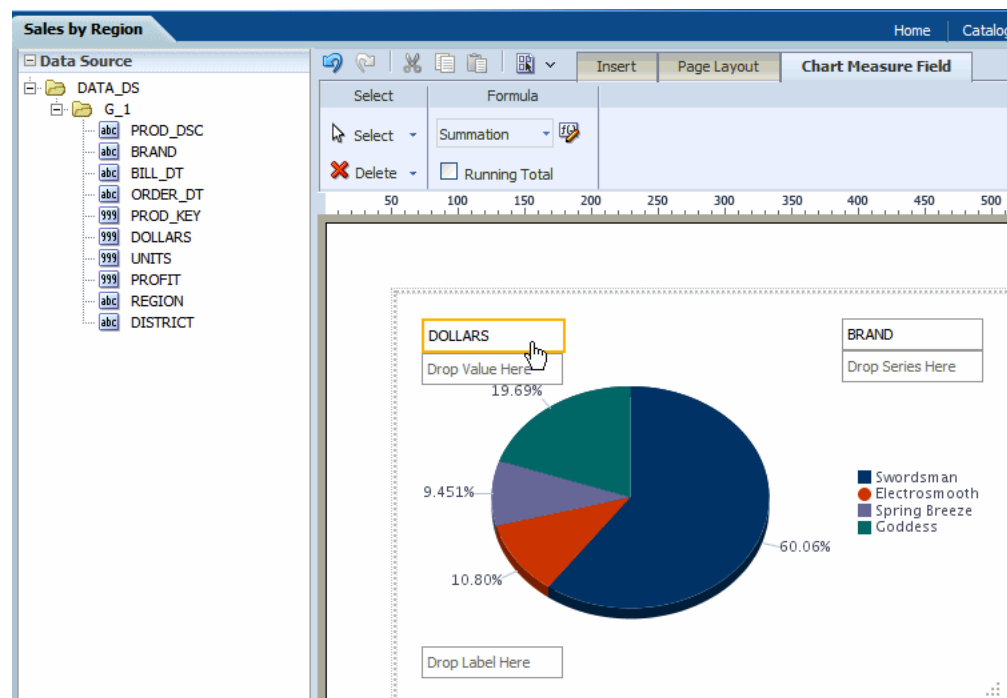 Sales by Region
Home
Catalog
Data Source
DATA_DS
G_1
abc PROD_DSC
abc BRAND
abc BILL_DT
abc ORDER_DT
999 PROD_KEY
999 DOLLARS
999 UNITS
999 PROFIT
abc REGION
abc DISTRICT
Insert
Page Layout
Chart Measure Field
Select
Formula
Select
Summation
f(x)
Delete
Running Total
50 100 150 200 250 300 350 400 450 500
DOLLARS
Drop Value Here
BRAND
Drop Series Here
19.69%
9.451%
10.80%
60.06%
Swordsman
Electrosmooth
Spring Breeze
Goddess
Drop Label Here